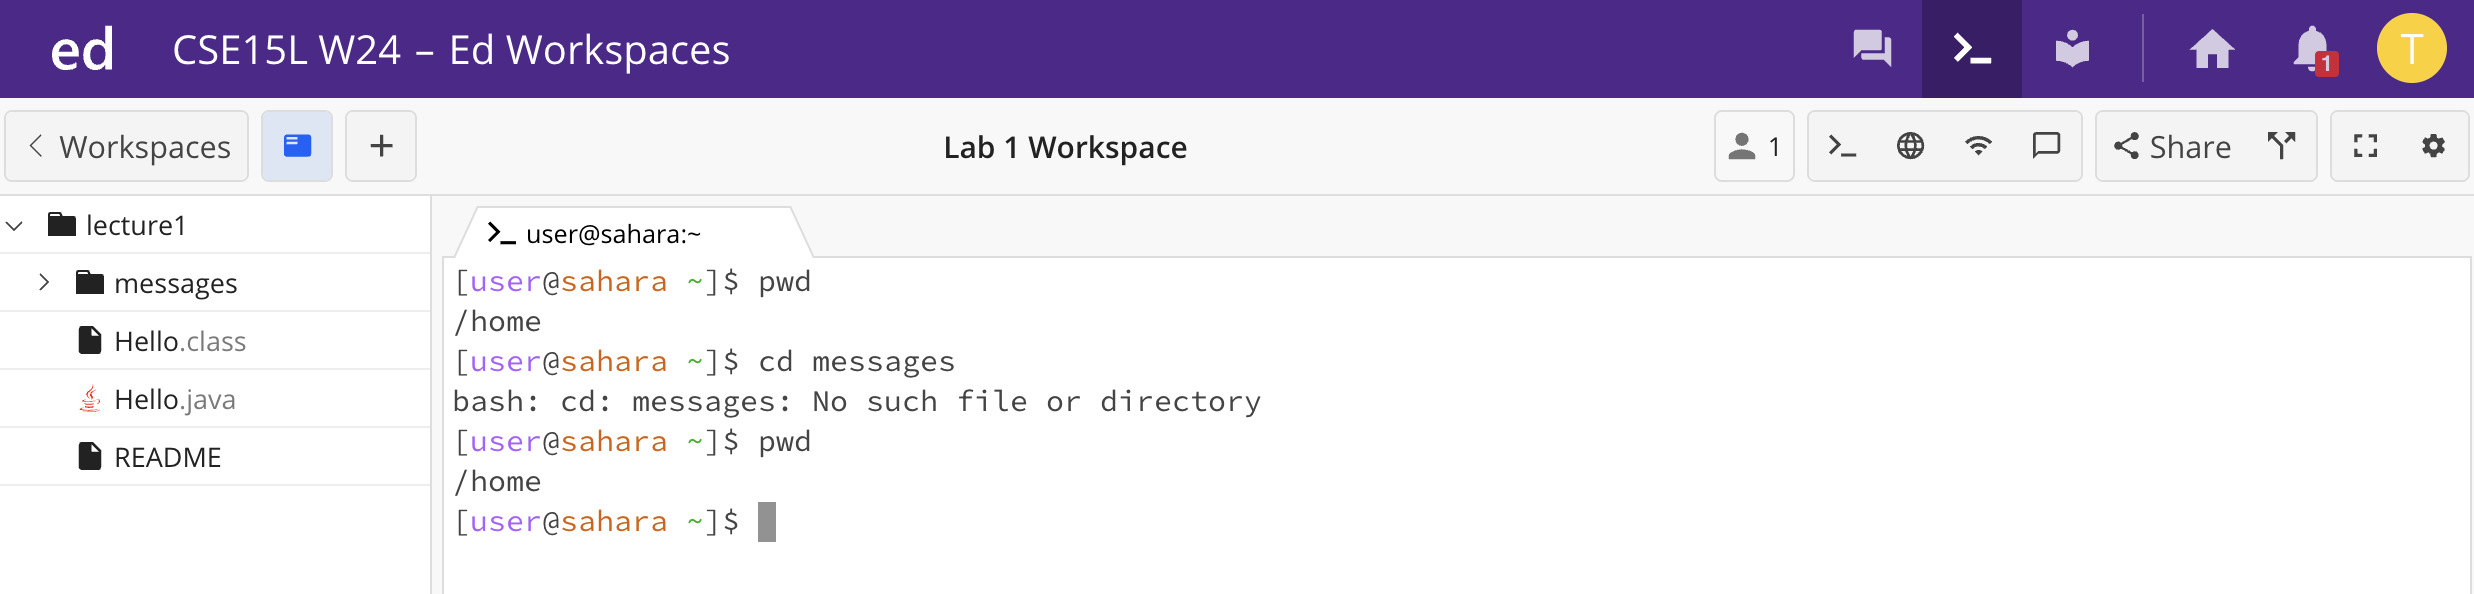 ed CSE15L W24 – Ed Workspaces 1 T
Workspaces Lab 1 Workspace 1 Share
lecture1
messages
Hello.class
Hello.java
README
user@sahara:~
[user@sahara ~]$ pwd
/home
[user@sahara ~]$ cd messages
bash: cd: messages: No such file or directory
[user@sahara ~]$ pwd
/home
[user@sahara ~]$